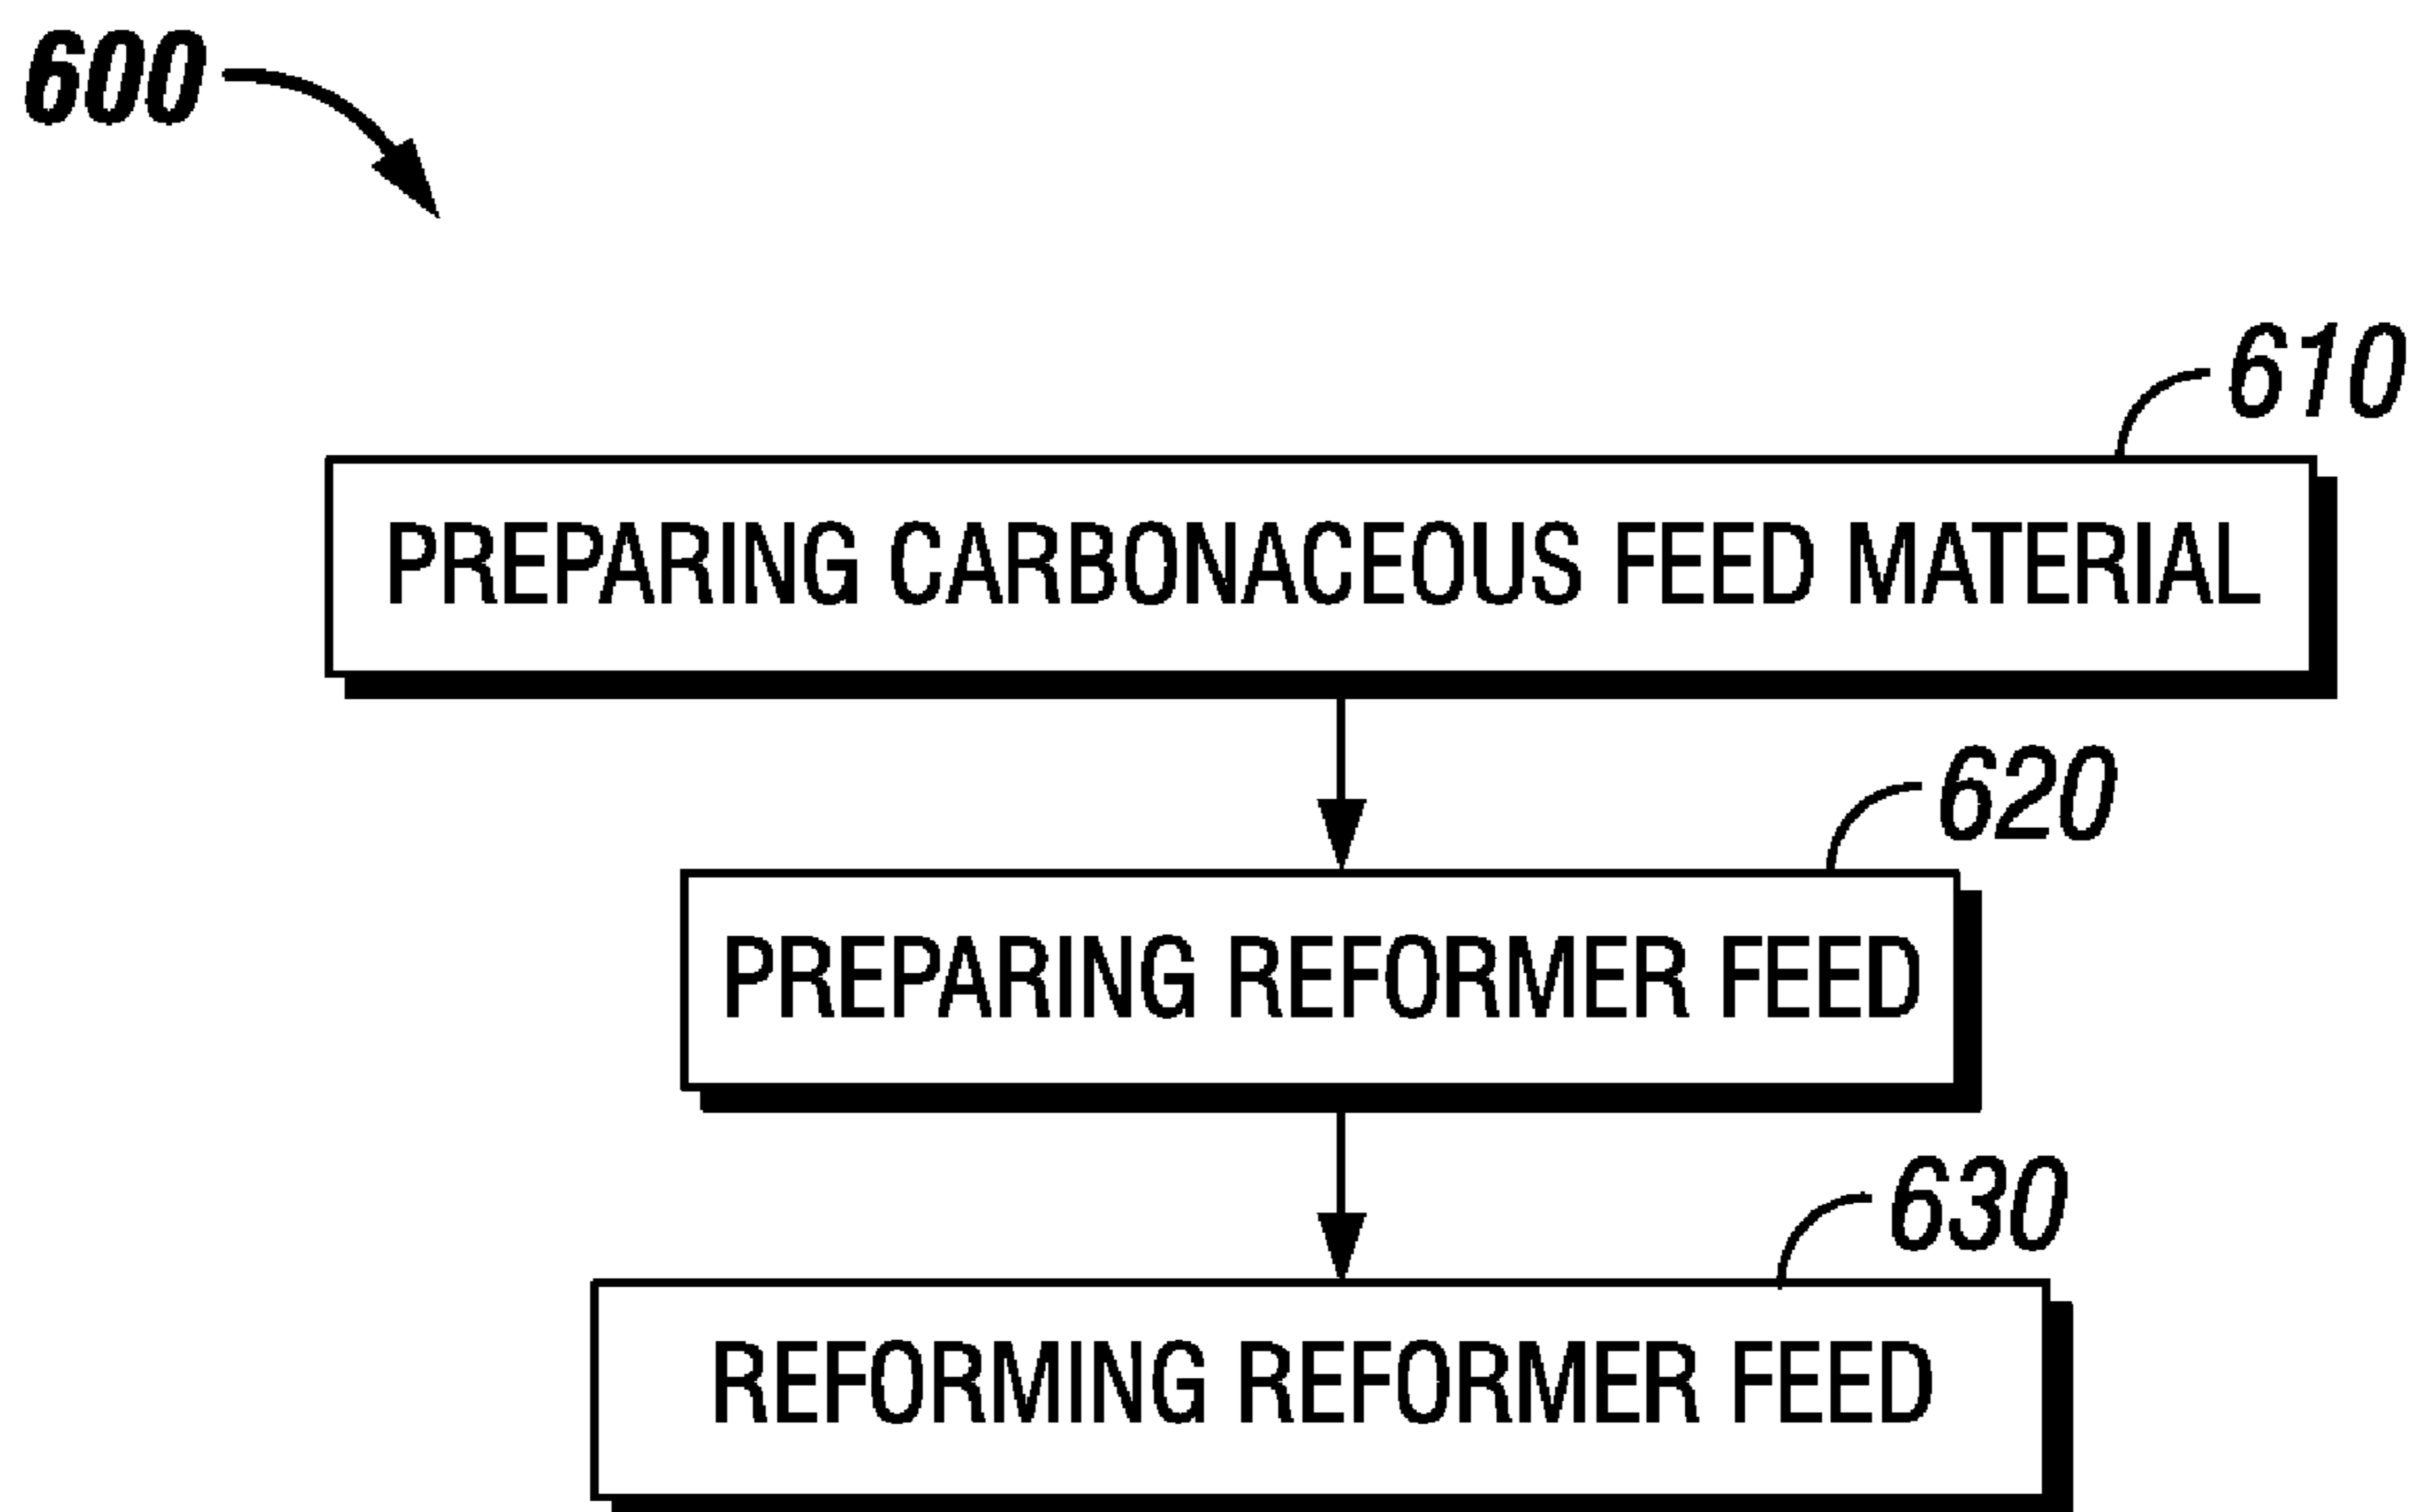 600
610
PREPARING CARBONACEOUS FEED MATERIAL
620
PREPARING REFORMER FEED
630
REFORMING REFORMER FEED